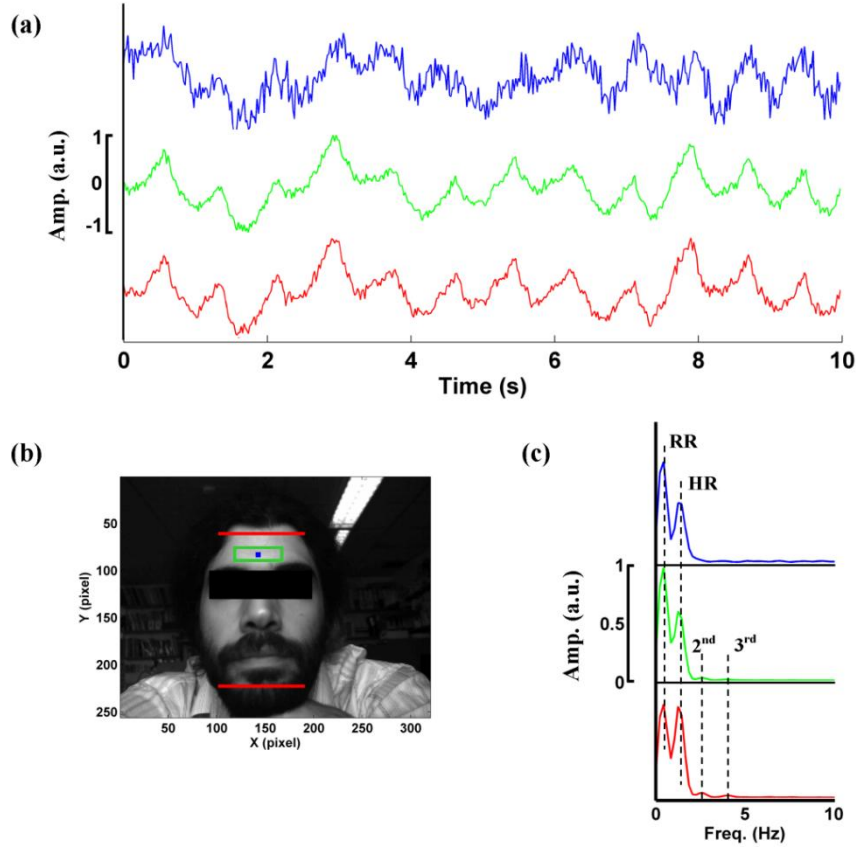 (a)
Amp. (a.u.)
1
0
-1
0 2 4 6 8 10
Time (s)
(b)
Y (pixel)
50
100
150
200
250
50 100 150 200 250 300
X (pixel)
(c)
RR
HR
Amp. (a.u.)
1
0.5
0
2nd 3rd
0 5 10
Freq. (Hz)